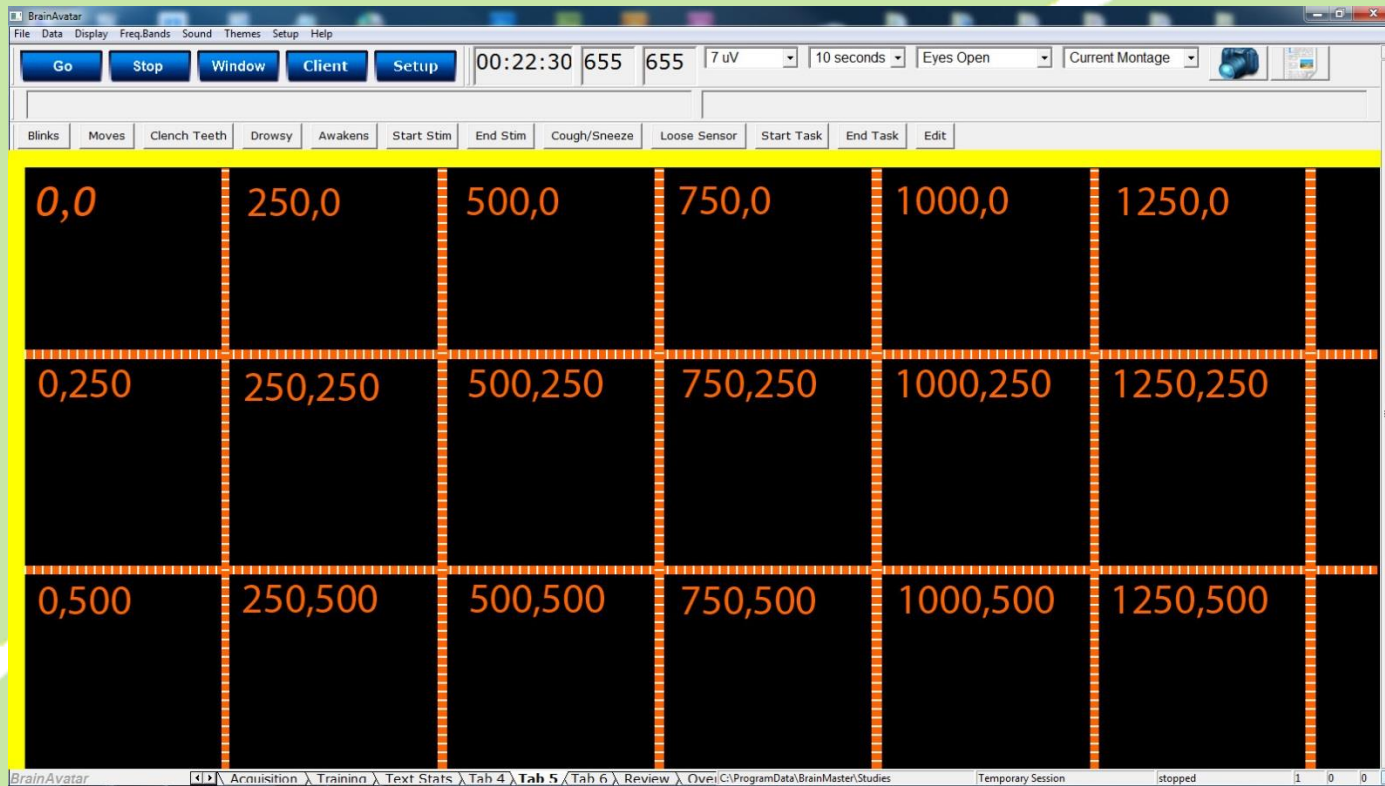 BrainAvatar
File Data Display Freq.Bands Sound Themes Setup Help
Go Stop Window Client Setup 00:22:30 655 655 7 uV 10 seconds Eyes Open Current Montage
Blinks Moves Clench Teeth Drowsy Awakens Start Stim End Stim Cough/Sneeze Loose Sensor Start Task End Task Edit
0,0 250,0 500,0 750,0 1000,0 1250,0
0,250 250,250 500,250 750,250 1000,250 1250,250
0,500 250,500 500,500 750,500 1000,500 1250,500
BrainAvatar Acquisition Training Text Stats Tab 4 Tab 5 Tab 6 Review Over C:\ProgramData\BrainMaster\Studies Temporary Session stopped 1 0 0